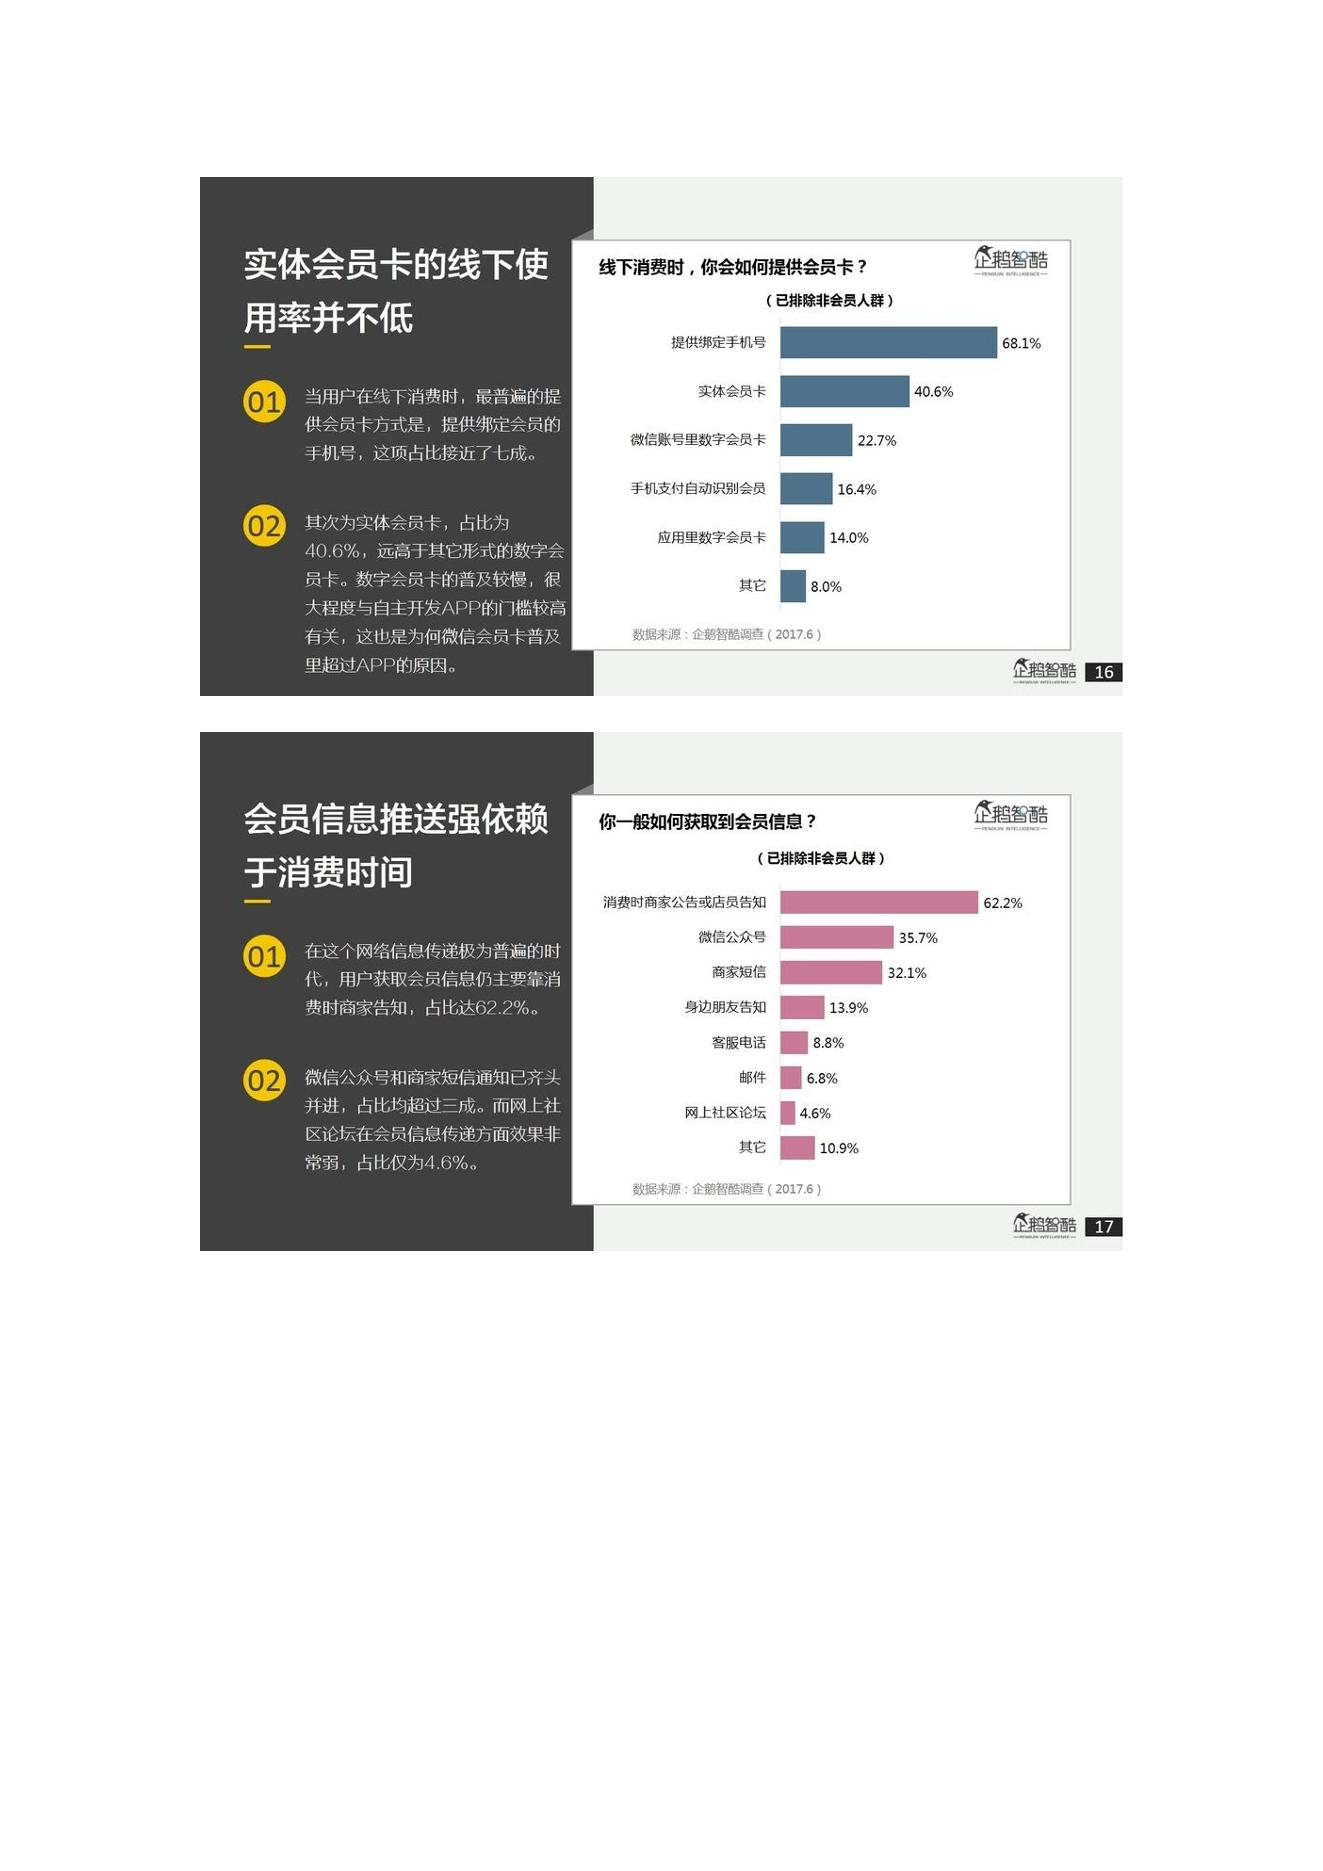 实体会员卡的线下使
用率并不低
01
当用户在线下消费时，最普遍的提
供会员卡方式是，提供绑定会员的
手机号，这项占比接近了七成。
02
其次为实体会员卡，占比为
40.6%，远高于其它形式的数字会
员卡。数字会员卡的普及较慢，很
大程度与自主开发APP的门槛较高
有关，这也是为何微信会员卡普及
里超过APP的原因。
线下消费时，你会如何提供会员卡？
企鹅智酷
PENGUIN INTELLIGENCE
（已排除非会员人群）
提供绑定手机号 68.1%
实体会员卡 40.6%
微信账号里数字会员卡 22.7%
手机支付自动识别会员 16.4%
应用里数字会员卡 14.0%
其它 8.0%
数据来源：企鹅智酷调查（2017.6）
企鹅智酷
PENGUIN INTELLIGENCE
16
会员信息推送强依赖
于消费时间
01
在这个网络信息传递极为普遍的时
代，用户获取会员信息仍主要靠消
费时商家告知，占比达62.2%。
02
微信公众号和商家短信通知已齐头
并进，占比均超过三成。而网上社
区论坛在会员信息传递方面效果非
常弱，占比仅为4.6%。
你一般如何获取到会员信息？
企鹅智酷
PENGUIN INTELLIGENCE
（已排除非会员人群）
消费时商家公告或店员告知 62.2%
微信公众号 35.7%
商家短信 32.1%
身边朋友告知 13.9%
客服电话 8.8%
邮件 6.8%
网上社区论坛 4.6%
其它 10.9%
数据来源：企鹅智酷调查（2017.6）
企鹅智酷
PENGUIN INTELLIGENCE
17